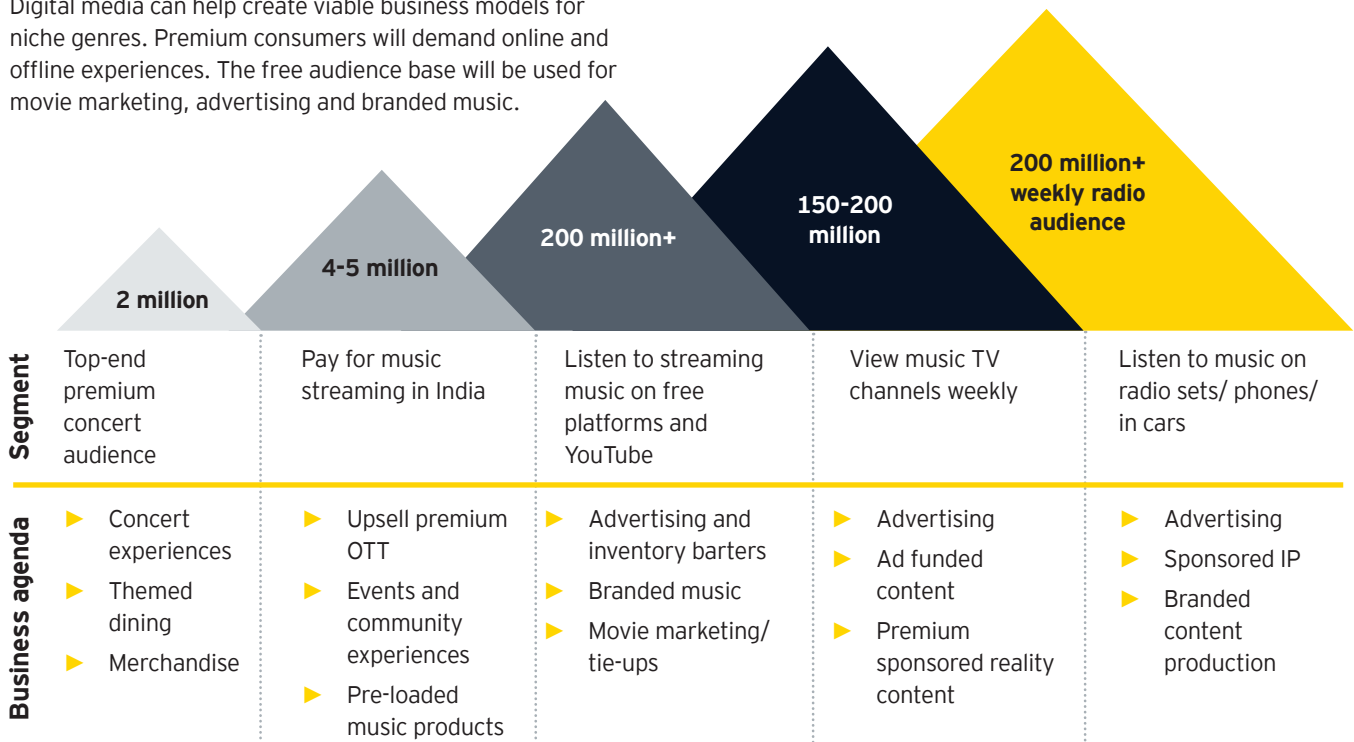 Digital media can help create viable business models for
niche genres. Premium consumers will demand online and
offline experiences. The free audience base will be used for
movie marketing, advertising and branded music.
2 million
4-5 million
200 million+
150-200
million
200 million+
weekly radio
audience
Segment
Top-end
premium
concert
audience
Pay for music
streaming in India
Listen to streaming
music on free
platforms and
YouTube
View music TV
channels weekly
Listen to music on
radio sets/ phones/
in cars
Business agenda
► Concert
experiences
► Themed
dining
► Merchandise
► Upsell premium
OTT
► Events and
community
experiences
► Pre-loaded
music products
► Advertising and
inventory barters
► Branded music
► Movie marketing/
tie-ups
► Advertising
► Ad funded
content
► Premium
sponsored reality
content
► Advertising
► Sponsored IP
► Branded
content
production